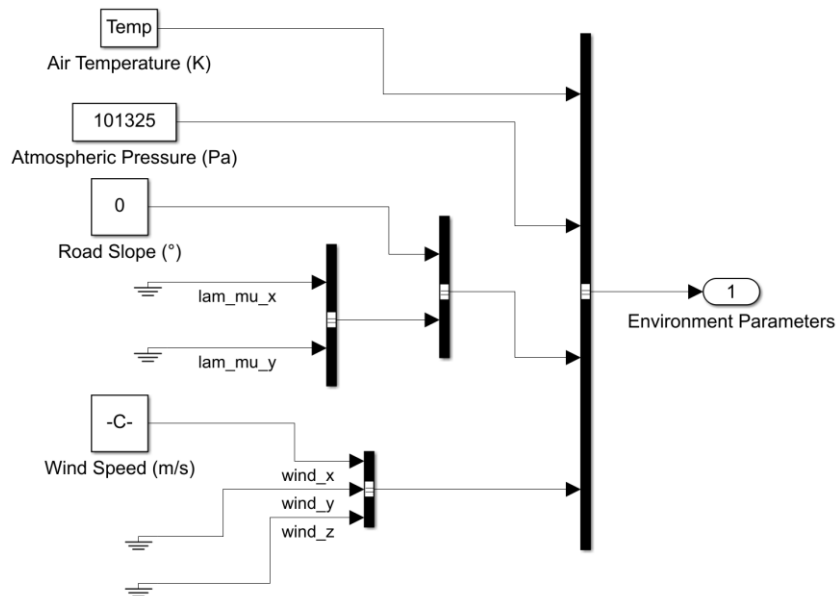 Temp
Air Temperature (K)
101325
Atmospheric Pressure (Pa)
0
Road Slope (°)
lam_mu_x
lam_mu_y
1
Environment Parameters
-C-
Wind Speed (m/s)
wind_x
wind_y
wind_z